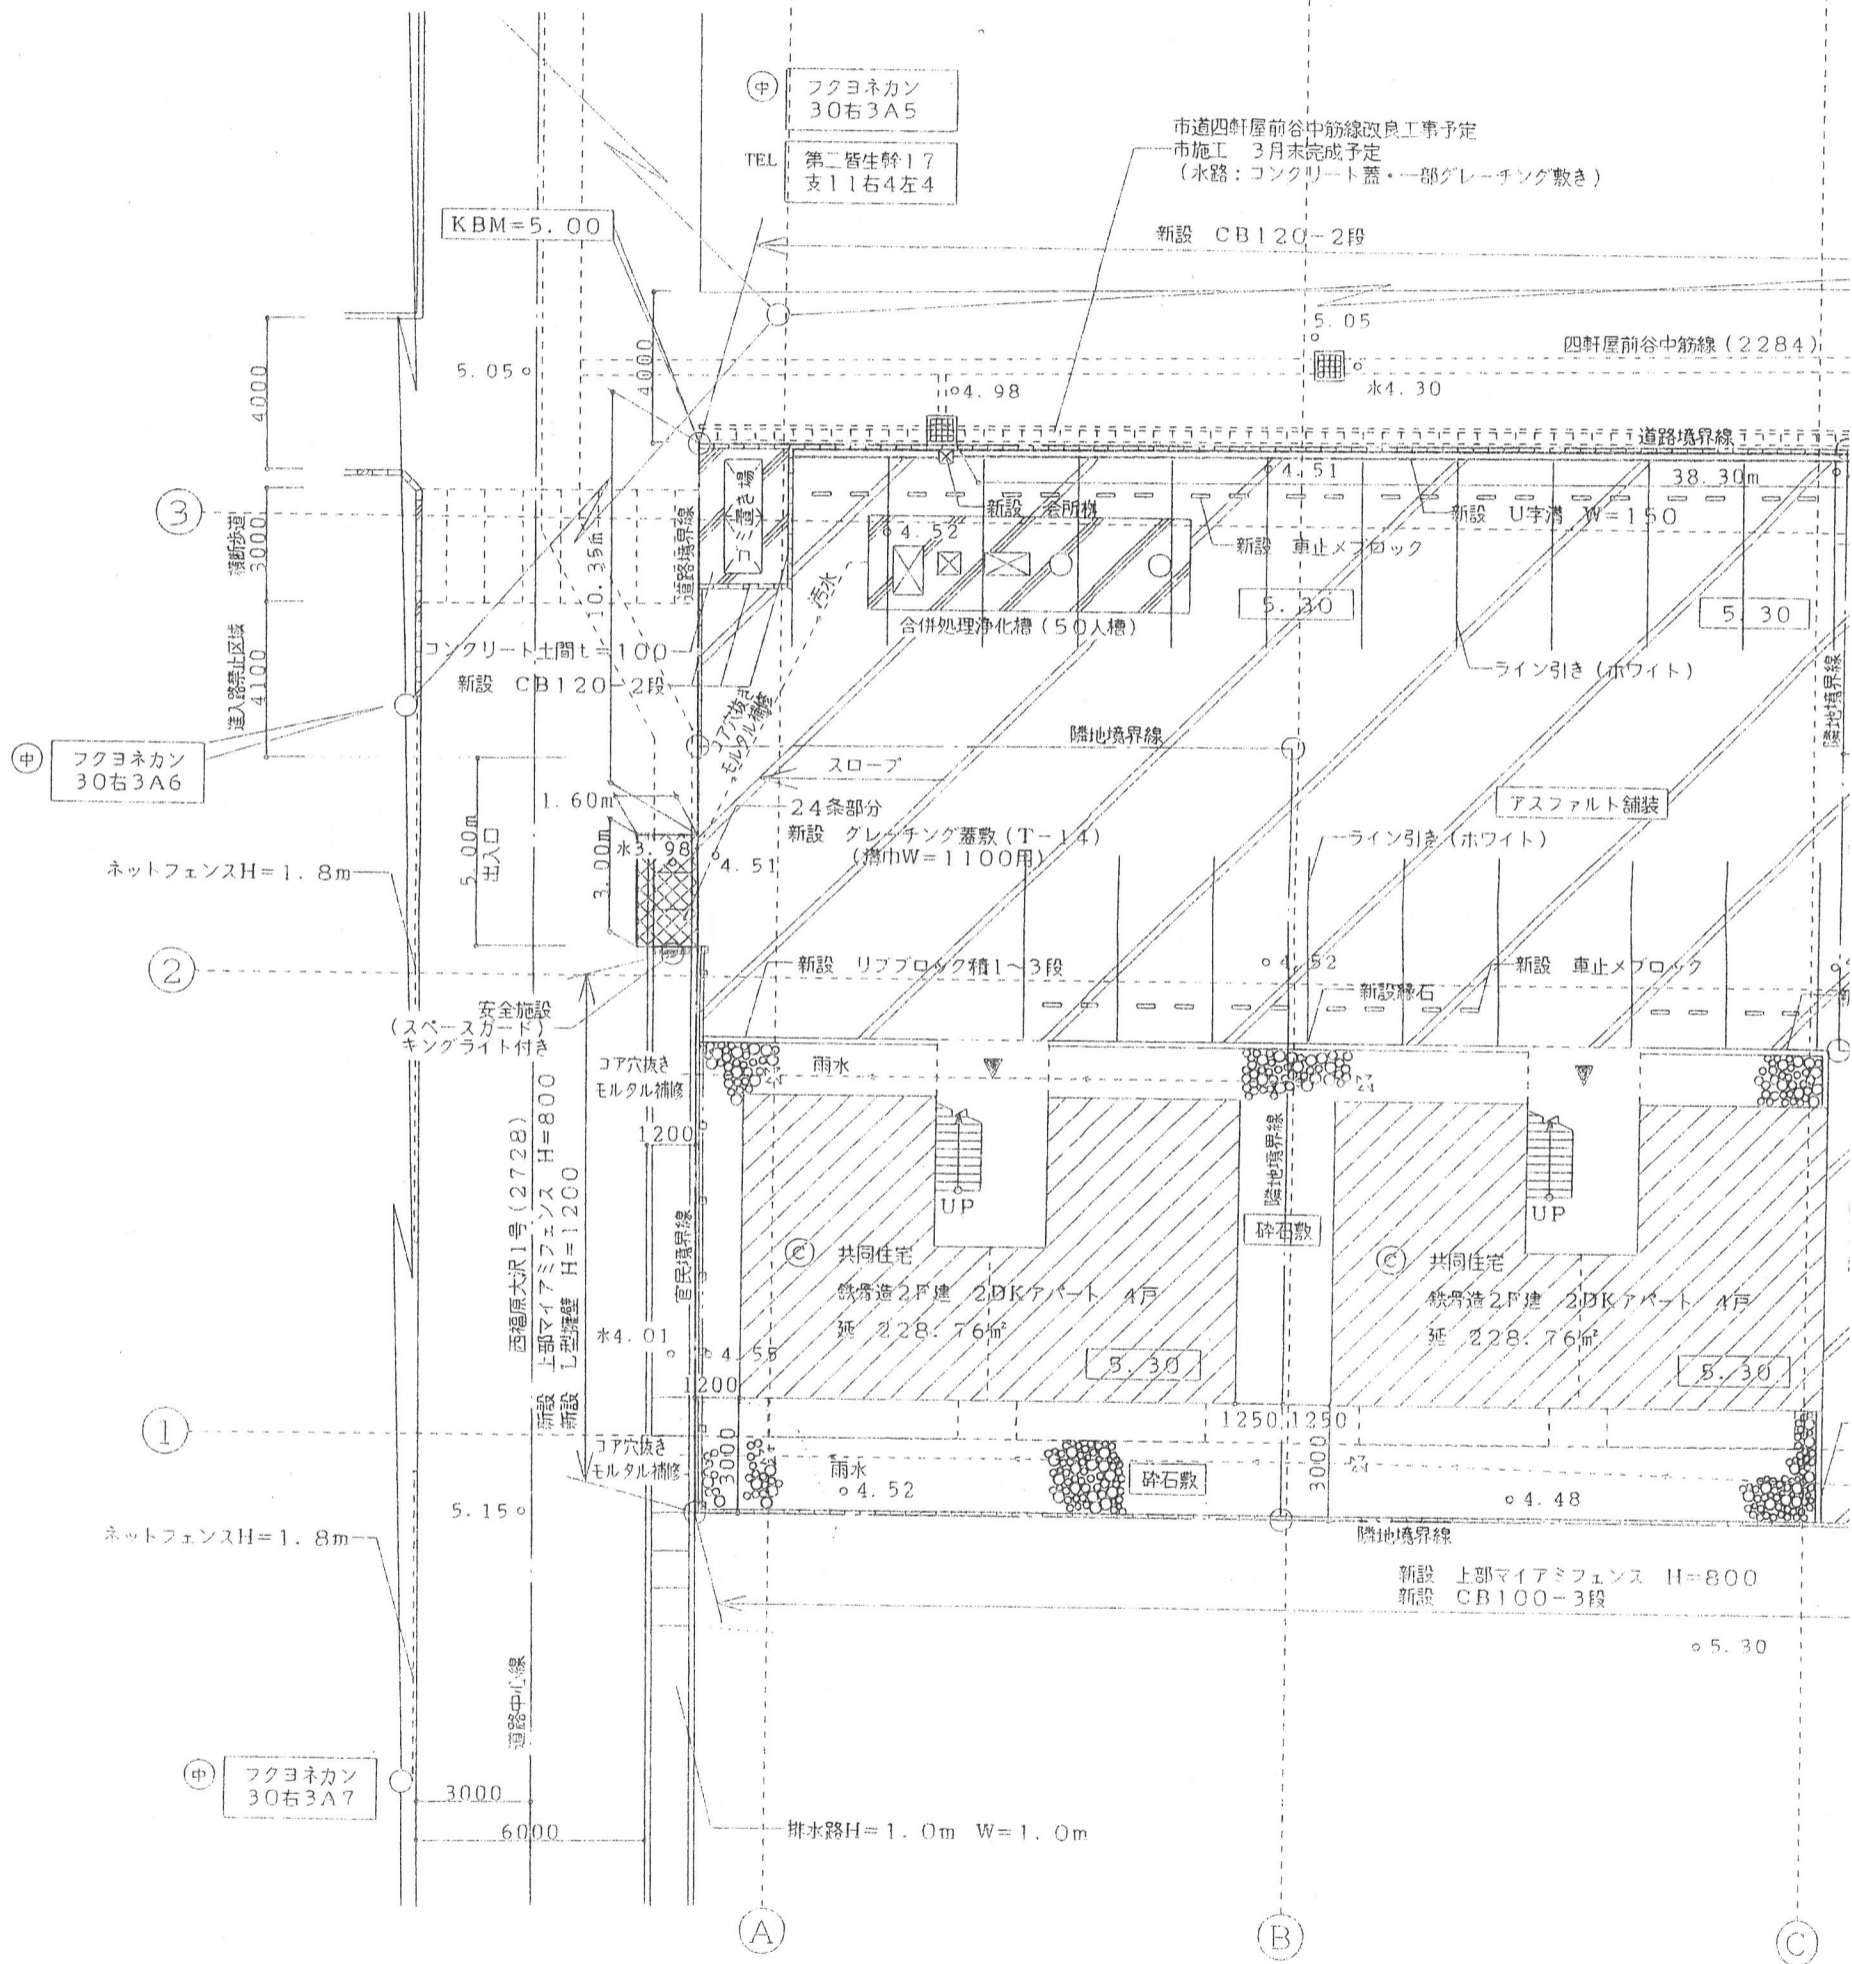 ㊥
フクヨネカン
30右3A5
TEL
第二皆生幹17
支11右4左4
市道四軒屋前谷中筋線改良工事予定
市施工 3月末完成予定
(水路:コンクリート蓋・一部グレーチング敷き)
KBM=5.00
新設 CB120-2段
5.05
四軒屋前谷中筋線(2284)
5.05
4000
4000
4.98
水4.30
道路境界線
4.51
38.30m
3
横断歩道
3000
10.35m
道路境界線
ゴミ置き場
新設 会所桝
新設 U字溝 W=150
4.52
新設 車止メブロック
汚水
5.30
5.30
合併処理浄化槽(50人槽)
進入路禁止区域
4100
コンクリート土間t=100
新設 CB120-2段
ライン引き(ホワイト)
コア穴抜き
モルタル補修
隣地境界線
隣地境界線
㊥
フクヨネカン
30右3A6
スロープ
1.60m
24条部分
新設 グレーチング蓋敷(T-14)
(溝巾W=1100用)
アスファルト舗装
ライン引き(ホワイト)
5.00m
出入口
3.00m
水3.98
4.51
ネットフェンスH=1.8m
2
新設 リブブロック積1~3段
4.52
新設 車止メブロック
新設縁石
安全施設
(スペースガード)
キングライト付き
コア穴抜き
モルタル補修
雨水
1200
西福原大沢1号(2728)
新設 上部マイアミフェンス H=800
新設 L型擁壁 H=1200
官民境界線
隣地境界線
UP
UP
砕石敷
Ⓒ 共同住宅
鉄骨造2F建 2DKアパート 4戸
延 228.76㎡
5.30
Ⓒ 共同住宅
鉄骨造2F建 2DKアパート 4戸
延 228.76㎡
5.30
水4.01
4.55
1200
1
1250
1250
コア穴抜き
モルタル補修
3000
雨水
4.52
砕石敷
3000
4.48
5.15
ネットフェンスH=1.8m
隣地境界線
新設 上部マイアミフェンス H=800
新設 CB100-3段
5.30
道路中心線
㊥
フクヨネカン
30右3A7
3000
6000
排水路H=1.0m W=1.0m
A
B
C